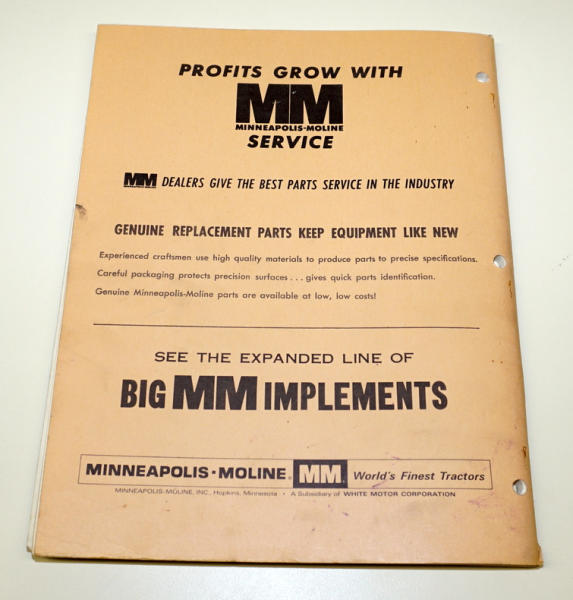 PROFITS GROW WITH
MM
MINNEAPOLIS-MOLINE
SERVICE
MM DEALERS GIVE THE BEST PARTS SERVICE IN THE INDUSTRY
GENUINE REPLACEMENT PARTS KEEP EQUIPMENT LIKE NEW
Experienced craftsmen use high quality materials to produce parts to precise specifications.
Careful packaging protects precision surfaces . . . gives quick parts identification.
Genuine Minneapolis-Moline parts are available at low, low costs!
SEE THE EXPANDED LINE OF
BIG MM IMPLEMENTS
MINNEAPOLIS-MOLINE® MM® World's Finest Tractors
MINNEAPOLIS-MOLINE, INC., Hopkins, Minnesota • A Subsidiary of WHITE MOTOR CORPORATION